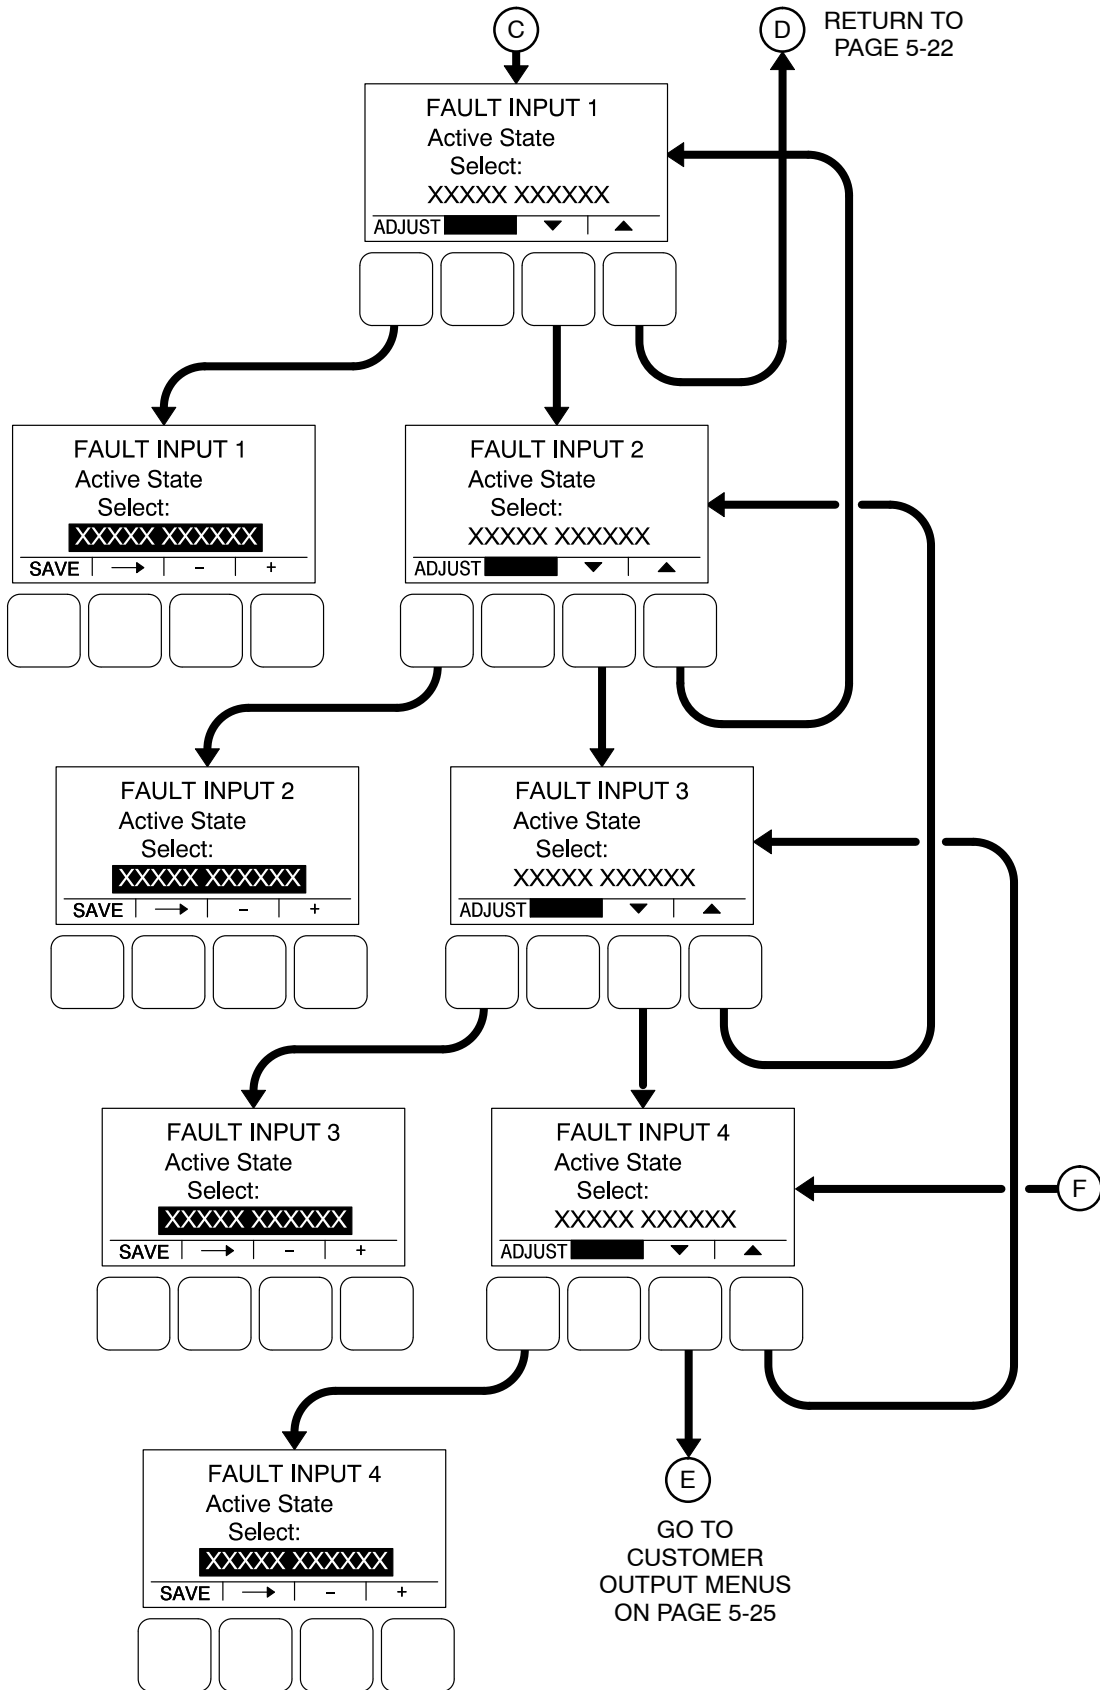 C
D
RETURN TO
PAGE 5-22
FAULT INPUT 1
Active State
Select:
XXXXX XXXXXX
ADJUST ▼ ▲
FAULT INPUT 1
Active State
Select:
XXXXX XXXXXX
SAVE → - +
FAULT INPUT 2
Active State
Select:
XXXXX XXXXXX
ADJUST ▼ ▲
FAULT INPUT 2
Active State
Select:
XXXXX XXXXXX
SAVE → - +
FAULT INPUT 3
Active State
Select:
XXXXX XXXXXX
ADJUST ▼ ▲
FAULT INPUT 3
Active State
Select:
XXXXX XXXXXX
SAVE → - +
FAULT INPUT 4
Active State
Select:
XXXXX XXXXXX
ADJUST ▼ ▲
F
FAULT INPUT 4
Active State
Select:
XXXXX XXXXXX
SAVE → - +
E
GO TO
CUSTOMER
OUTPUT MENUS
ON PAGE 5-25